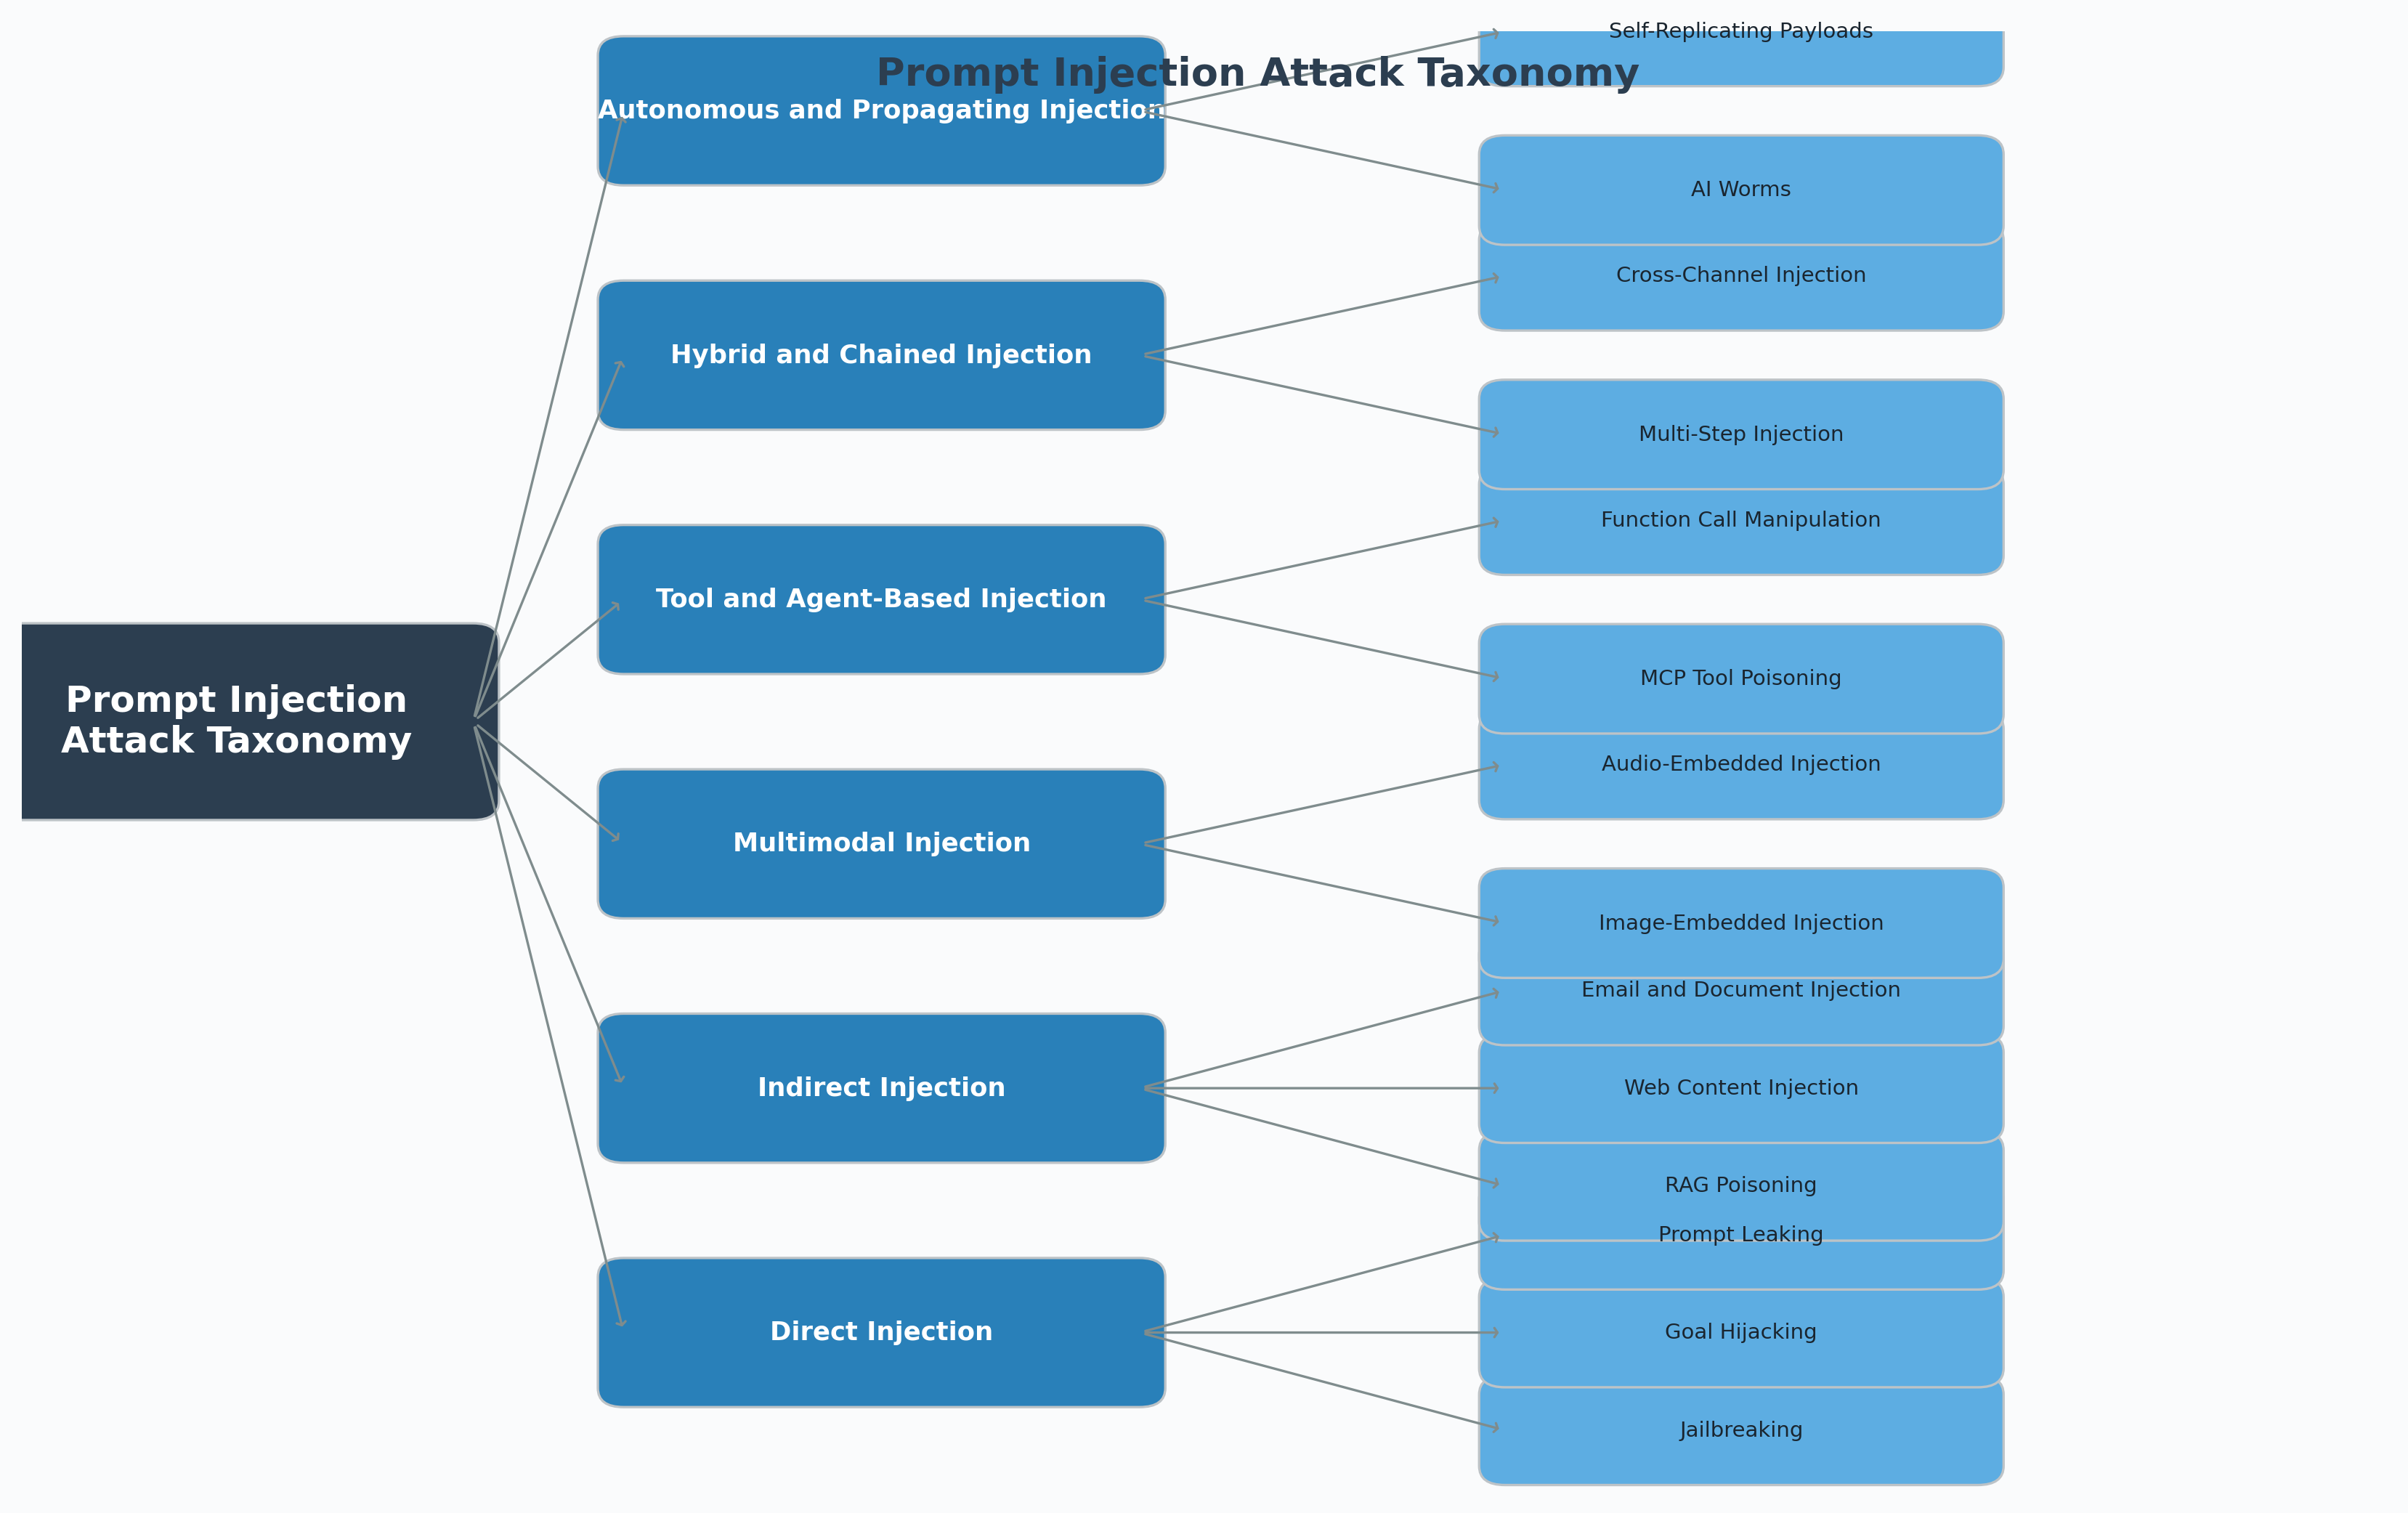 Prompt Injection Attack Taxonomy
Prompt Injection
Attack Taxonomy
Autonomous and Propagating Injection
Self-Replicating Payloads
AI Worms
Hybrid and Chained Injection
Cross-Channel Injection
Multi-Step Injection
Tool and Agent-Based Injection
Function Call Manipulation
MCP Tool Poisoning
Multimodal Injection
Audio-Embedded Injection
Image-Embedded Injection
Indirect Injection
Email and Document Injection
Web Content Injection
RAG Poisoning
Direct Injection
Prompt Leaking
Goal Hijacking
Jailbreaking